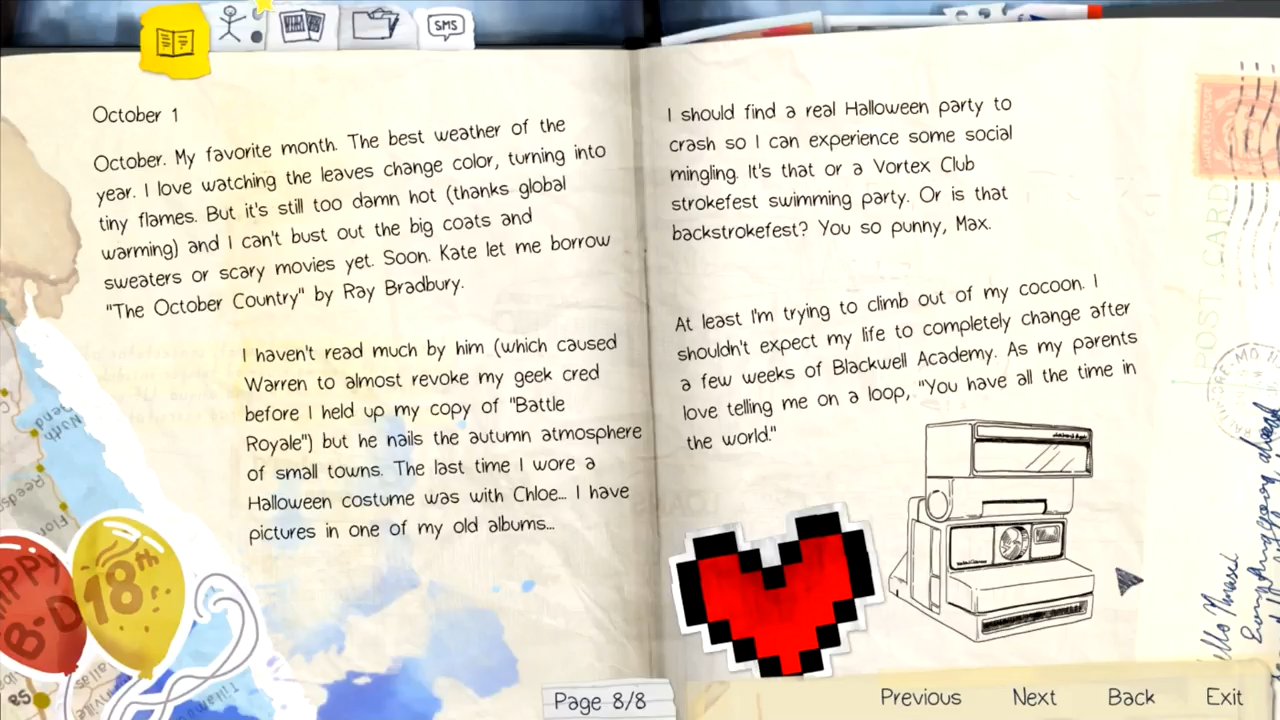 SMS
October 1
October. My favorite month. The best weather of the
year. I love watching the leaves change color, turning into
tiny flames. But it's still too damn hot (thanks global
warming) and I can't bust out the big coats and
sweaters or scary movies yet. Soon. Kate let me borrow
"The October Country" by Ray Bradbury.
I haven't read much by him (which caused
Warren to almost revoke my geek cred
before I held up my copy of "Battle
Royale") but he nails the autumn atmosphere
of small towns. The last time I wore a
Halloween costume was with Chloe... I have
pictures in one of my old albums...
I should find a real Halloween party to
crash so I can experience some social
mingling. It's that or a Vortex Club
strokefest swimming party. Or is that
backstrokefest? You so punny, Max.
At least I'm trying to climb out of my cocoon. I
shouldn't expect my life to completely change after
a few weeks of Blackwell Academy. As my parents
love telling me on a loop, "You have all the time in
the world."
18th
POST CARD
North
Bend
Page 8/8
Previous
Next
Back
Exit